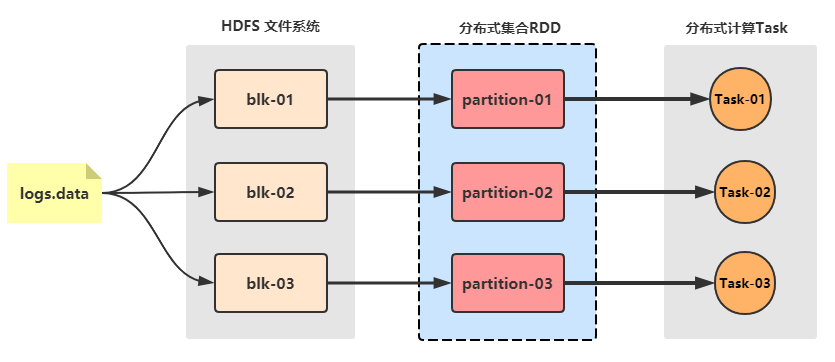 HDFS 文件系统
分布式集合RDD
分布式计算Task
logs.data
blk-01
partition-01
Task-01
blk-02
partition-02
Task-02
blk-03
partition-03
Task-03